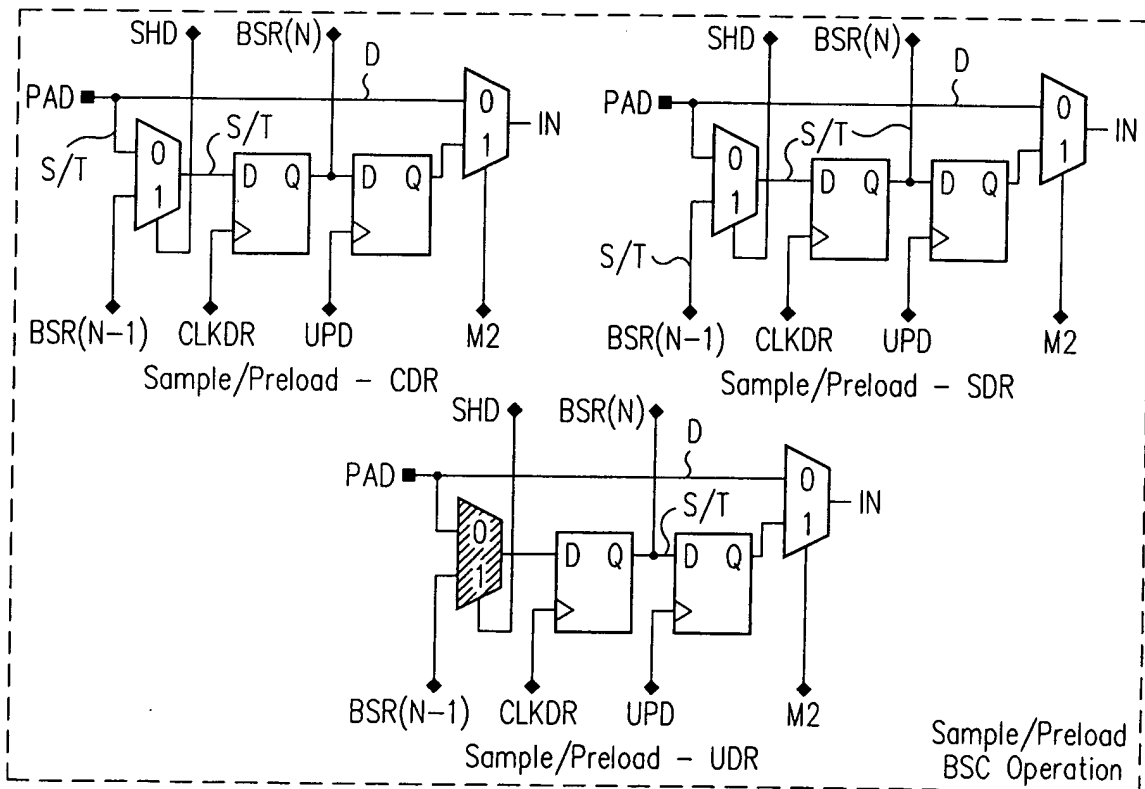 SHD
BSR(N)
D
PAD
0
IN
S/T
S/T
0
1
1
D Q
D Q
BSR(N-1)
CLKDR
UPD
M2
Sample/Preload - CDR
SHD
BSR(N)
D
PAD
0
IN
S/T
0
1
1
D Q
D Q
S/T
BSR(N-1)
CLKDR
UPD
M2
Sample/Preload - SDR
SHD
BSR(N)
D
PAD
0
IN
S/T
0
1
1
D Q
D Q
BSR(N-1)
CLKDR
UPD
M2
Sample/Preload - UDR
Sample/Preload
BSC Operation